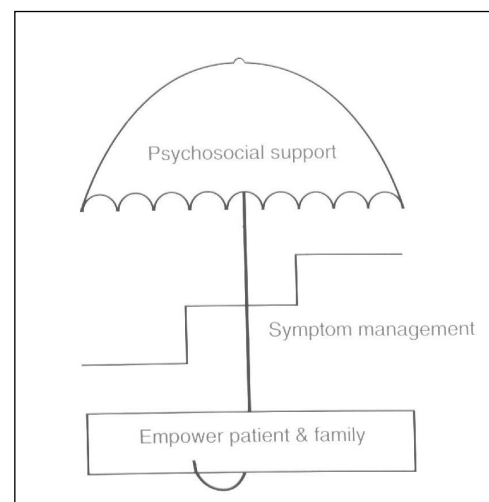 Psychosocial support
Symptom management
Empower patient & family